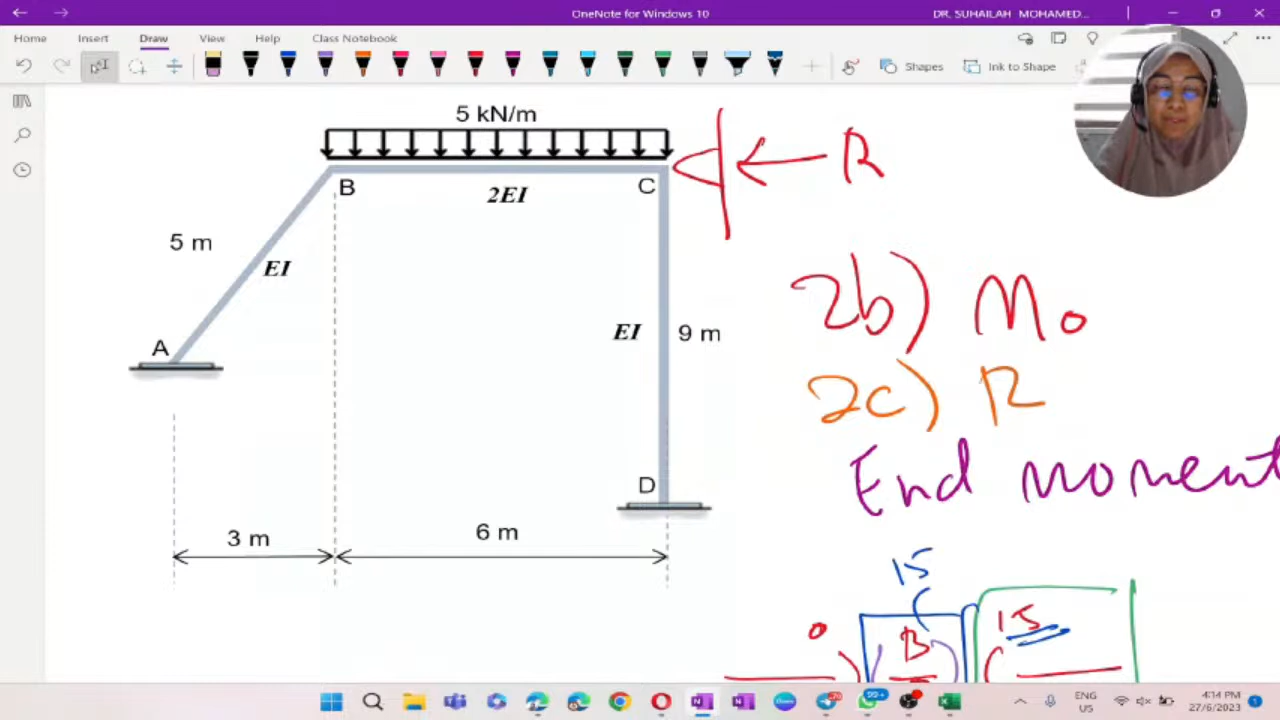 OneNote for Windows 10
DR. SUHAILAH MOHAMED...
Home Insert Draw View Help Class Notebook
Shapes Ink to Shape
5 kN/m
R
B
C
2EI
5 m
EI
2b) Mo
EI
9 m
A
2c) R
End moment
D
3 m
6 m
15
0
B
15
99+
ENG
US
4:14 PM
27/6/2023